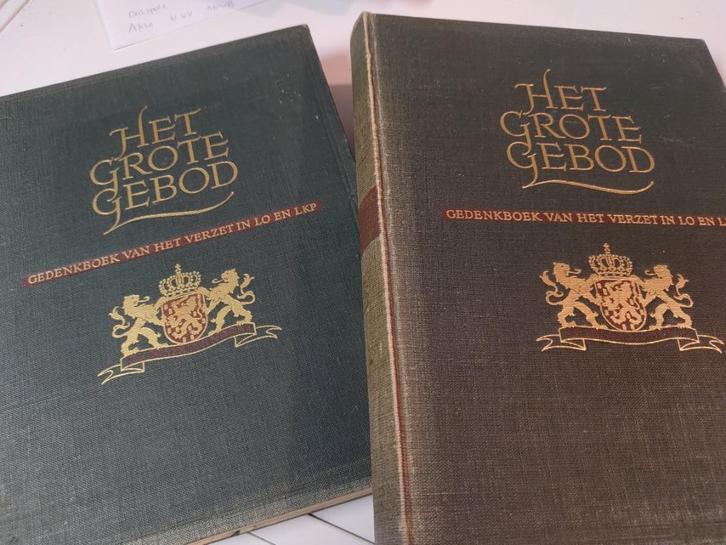 HET
GROTE
GEBOD
GEDENKBOEK VAN HET VERZET IN LO EN LKP
HET
GROTE
GEBOD
GEDENKBOEK VAN HET VERZET IN LO EN L